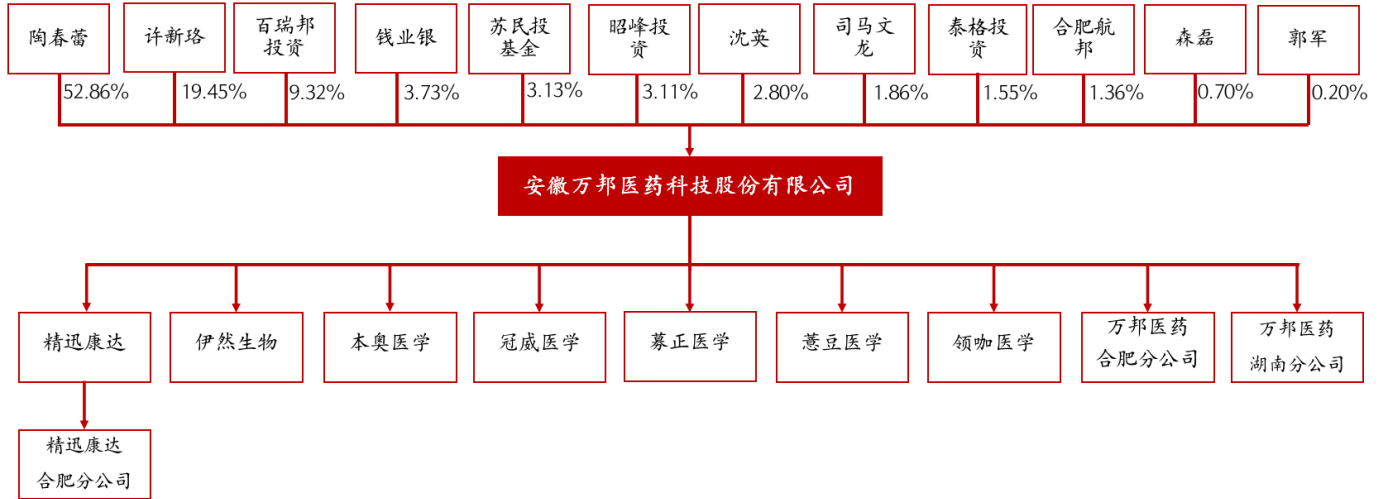 陶春蕾
许新珞
百瑞邦
投资
钱业银
苏民投
基金
昭峰投
资
沈英
司马文
龙
泰格投
资
合肥航
邦
森磊
郭军
52.86%
19.45%
9.32%
3.73%
3.13%
3.11%
2.80%
1.86%
1.55%
1.36%
0.70%
0.20%
安徽万邦医药科技股份有限公司
精迅康达
伊然生物
本奥医学
冠威医学
募正医学
薏豆医学
领咖医学
万邦医药
合肥分公司
万邦医药
湖南分公司
精迅康达
合肥分公司